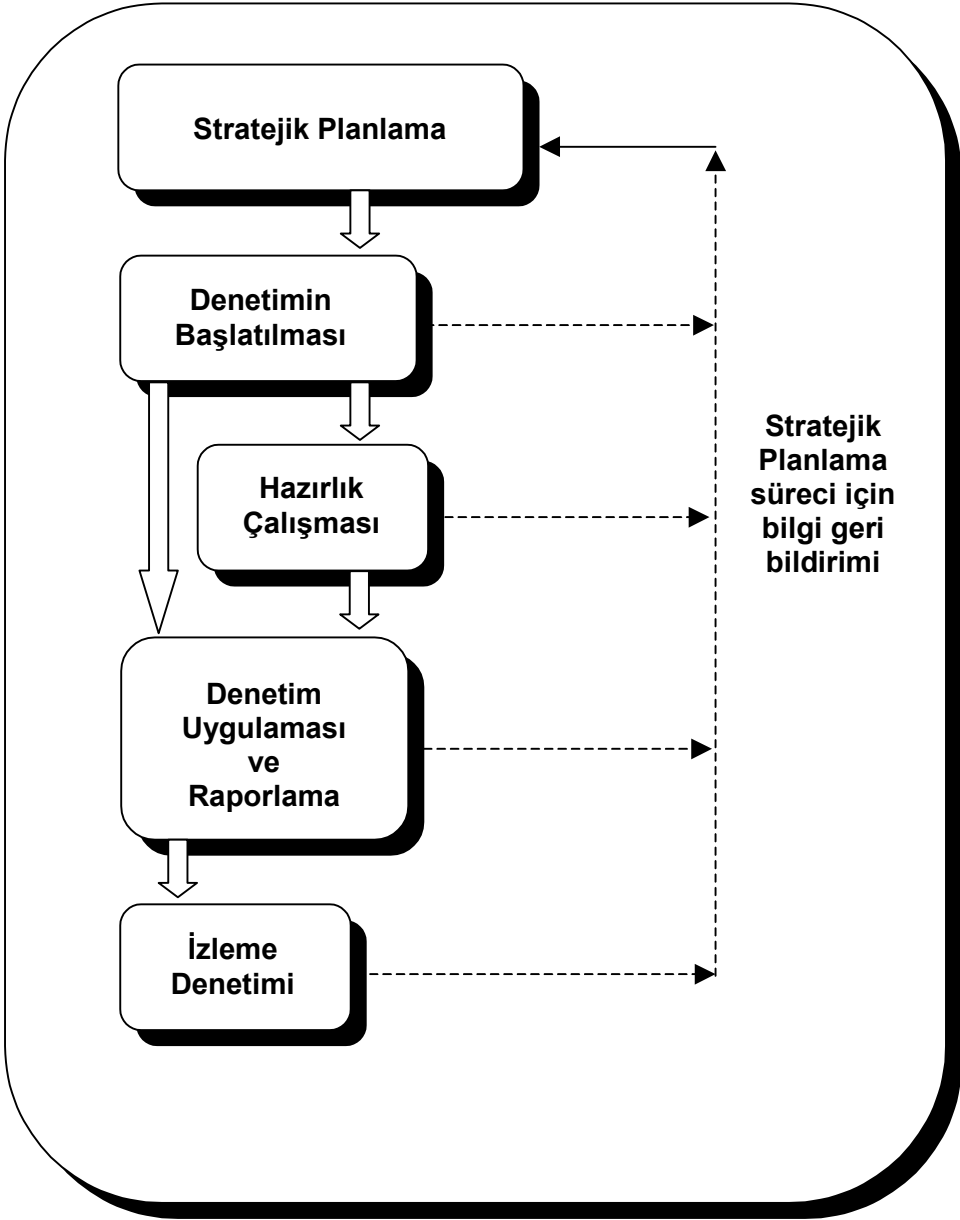 Stratejik Planlama
Denetimin
Başlatılması
Hazırlık
Çalışması
Denetim
Uygulaması
ve
Raporlama
İzleme
Denetimi
Stratejik
Planlama
süreci için
bilgi geri
bildirimi